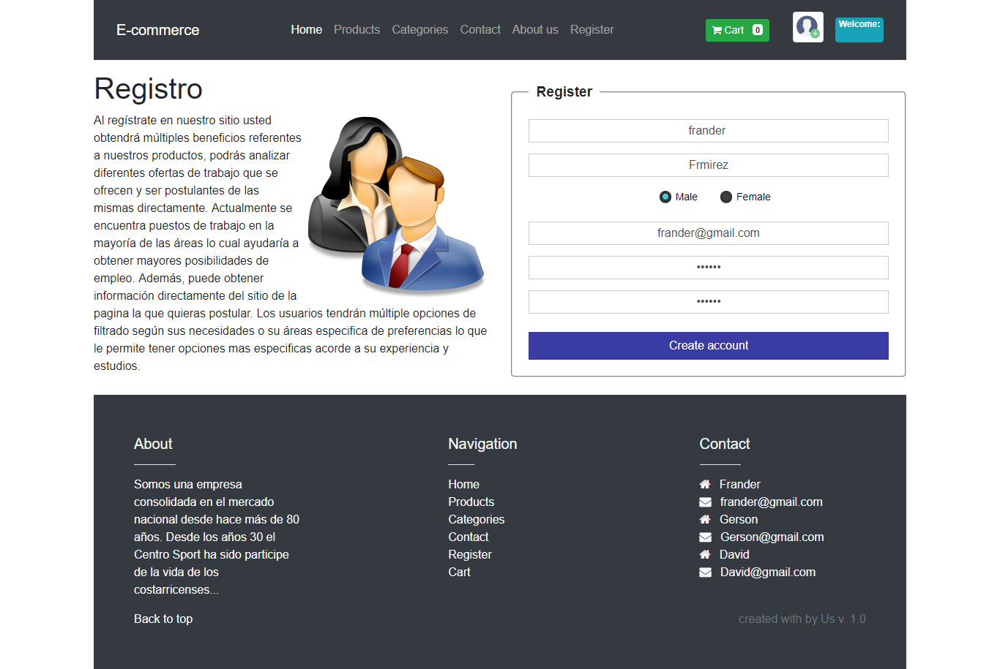 E-commerce
Home Products Categories Contact About us Register
Cart 0
Welcome:
Registro
Al regístrate en nuestro sitio usted
obtendrá múltiples beneficios referentes
a nuestros productos, podrás analizar
diferentes ofertas de trabajo que se
ofrecen y ser postulantes de las
mismas directamente. Actualmente se
encuentra puestos de trabajo en la
mayoría de las áreas lo cual ayudaría a
obtener mayores posibilidades de
empleo. Además, puede obtener
información directamente del sitio de la
pagina la que quieras postular. Los usuarios tendrán múltiple opciones de
filtrado según sus necesidades o su áreas especifica de preferencias lo que
le permite tener opciones mas especificas acorde a su experiencia y
estudios.
Register
frander
Frmirez
Male Female
frander@gmail.com
••••••
••••••
Create account
About
Somos una empresa
consolidada en el mercado
nacional desde hace más de 80
años. Desde los años 30 el
Centro Sport ha sido participe
de la vida de los
costarricenses...
Navigation
Home
Products
Categories
Contact
Register
Cart
Contact
Frander
frander@gmail.com
Gerson
Gerson@gmail.com
David
David@gmail.com
Back to top
created with by Us v. 1.0